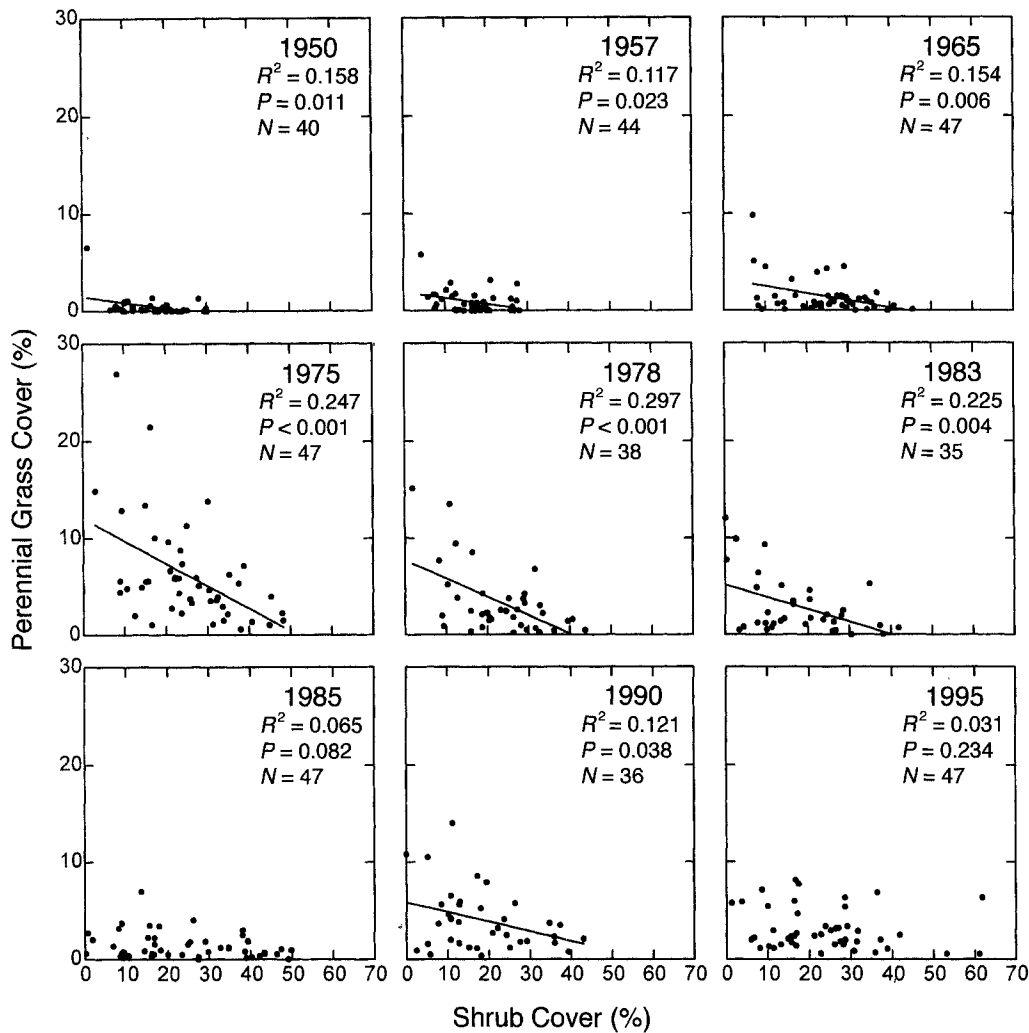 Perennial Grass Cover (%)
30
20
10
0
1950
R² = 0.158
P = 0.011
N = 40
1957
R² = 0.117
P = 0.023
N = 44
1965
R² = 0.154
P = 0.006
N = 47
30
20
10
0
1975
R² = 0.247
P < 0.001
N = 47
1978
R² = 0.297
P < 0.001
N = 38
1983
R² = 0.225
P = 0.004
N = 35
30
20
10
0
1985
R² = 0.065
P = 0.082
N = 47
1990
R² = 0.121
P = 0.038
N = 36
1995
R² = 0.031
P = 0.234
N = 47
0 10 20 30 40 50 60 70
0 10 20 30 40 50 60 70
0 10 20 30 40 50 60 70
Shrub Cover (%)